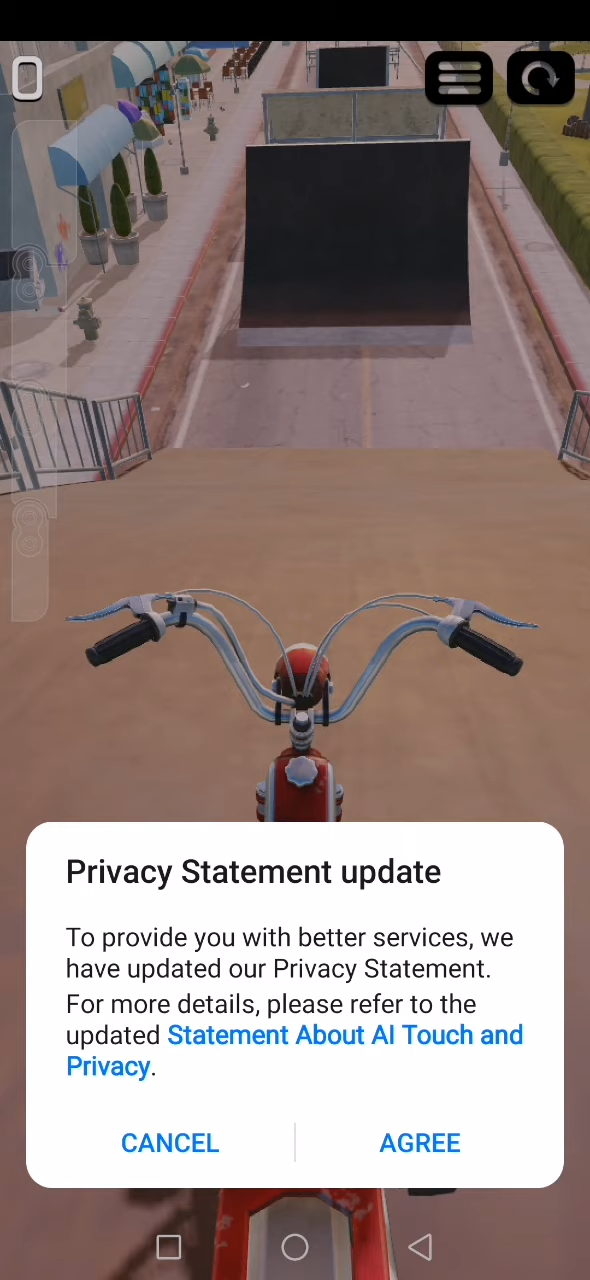 Privacy Statement update
To provide you with better services, we
have updated our Privacy Statement.
For more details, please refer to the
updated Statement About AI Touch and
Privacy.
CANCEL
AGREE